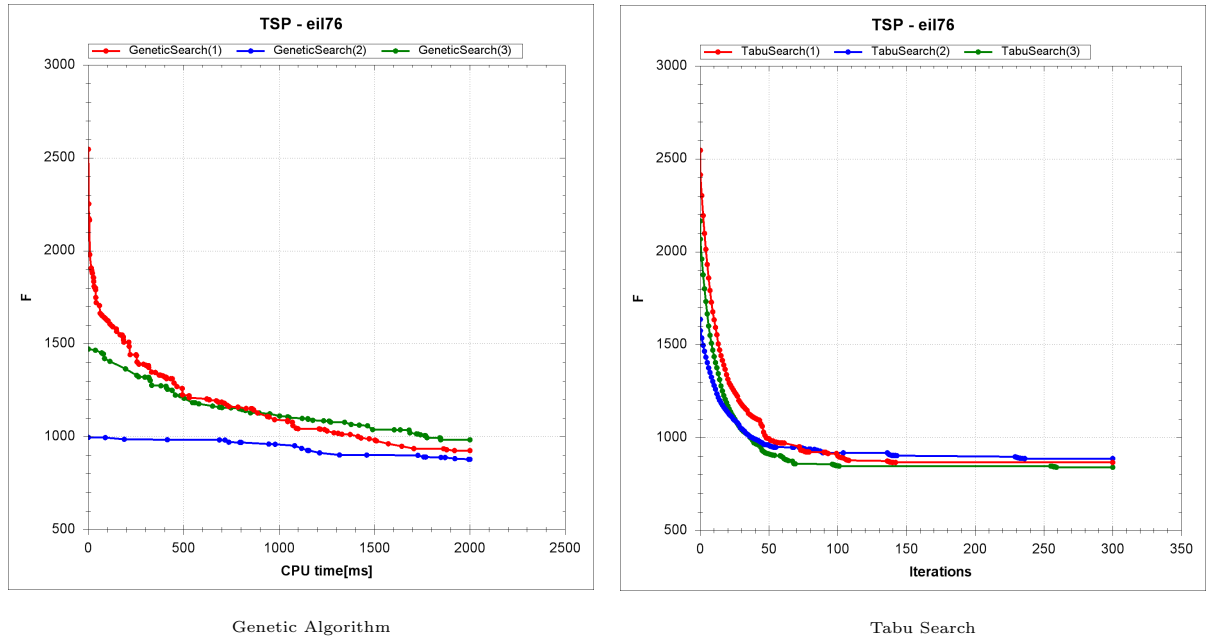 TSP - eil76
GeneticSearch(1) GeneticSearch(2) GeneticSearch(3)
3000
2500
2000
1500
1000
500
F
0 500 1000 1500 2000 2500
CPU time[ms]
Genetic Algorithm
TSP - eil76
TabuSearch(1) TabuSearch(2) TabuSearch(3)
3000
2500
2000
1500
1000
500
F
0 50 100 150 200 250 300 350
Iterations
Tabu Search